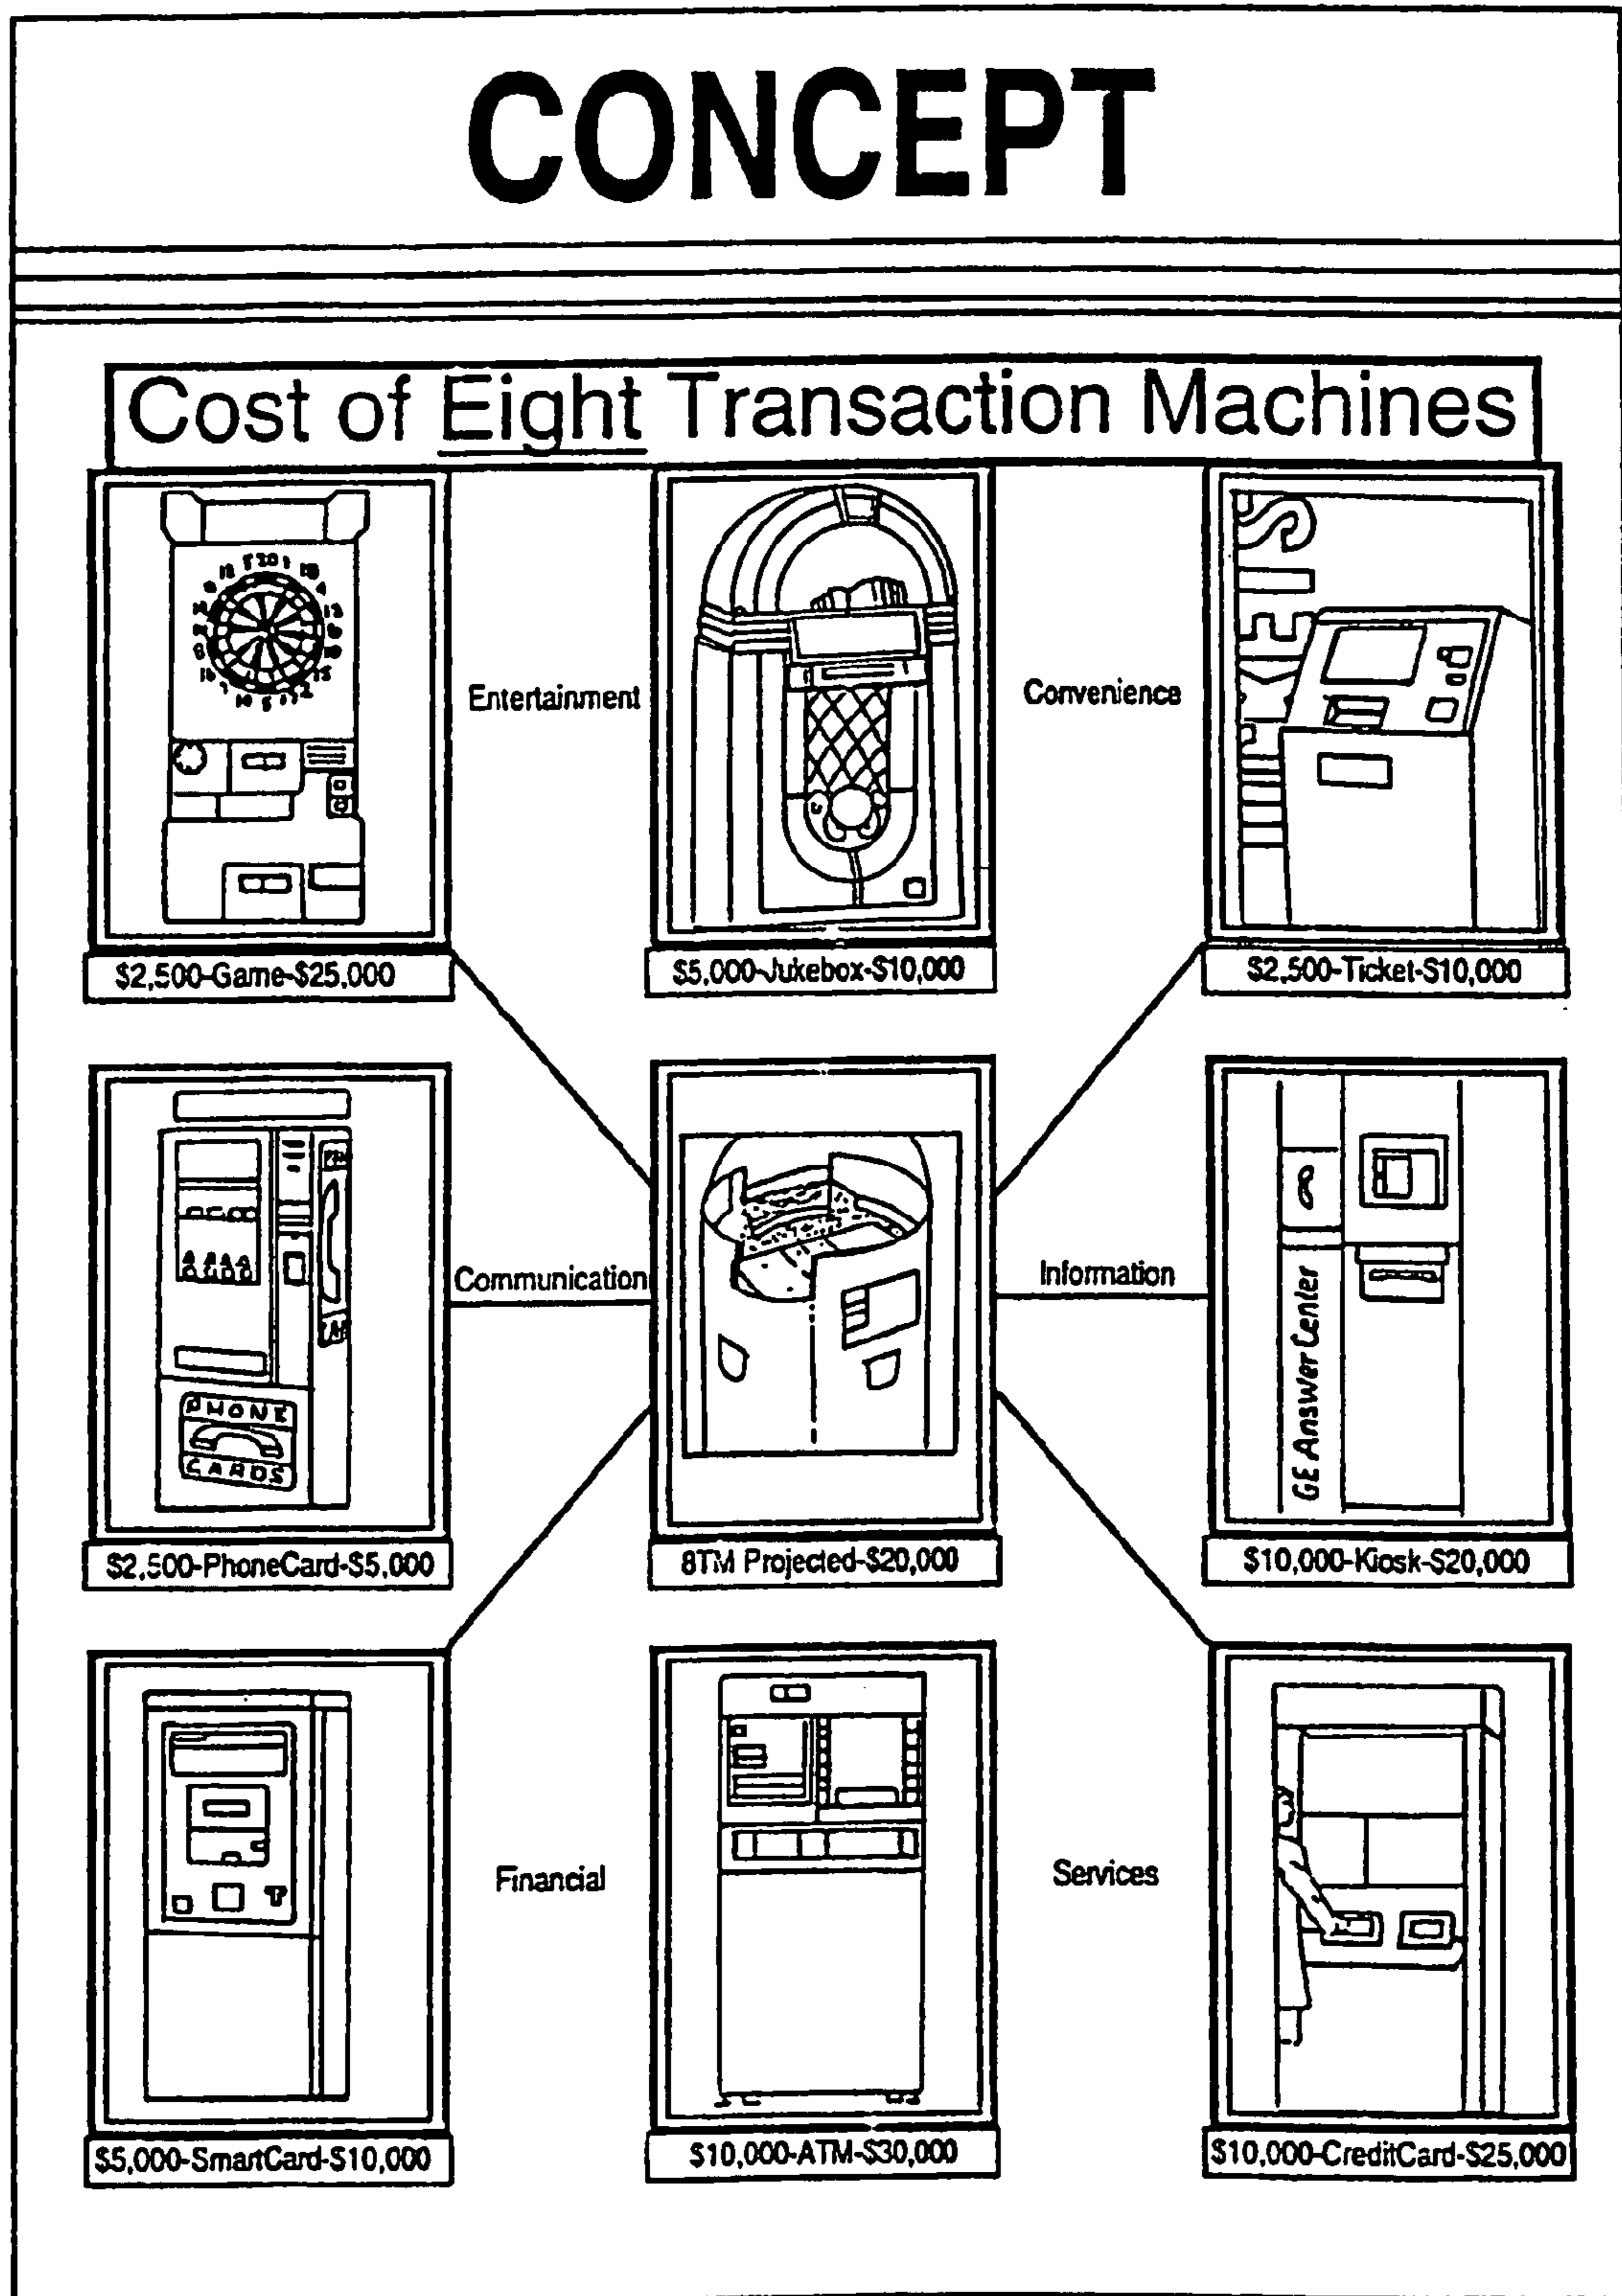 CONCEPT
Cost of Eight Transaction Machines
Entertainment
Convenience
TICKETS
$2,500-Game-$25,000
$5,000-Jukebox-$10,000
$2,500-Ticket-$10,000
Communication
Information
PHONE
CARDS
GE Answer Center
$2,500-PhoneCard-$5,000
8TM Projected-$20,000
$10,000-Kiosk-$20,000
Financial
Services
$5,000-SmartCard-$10,000
$10,000-ATM-$30,000
$10,000-CreditCard-$25,000